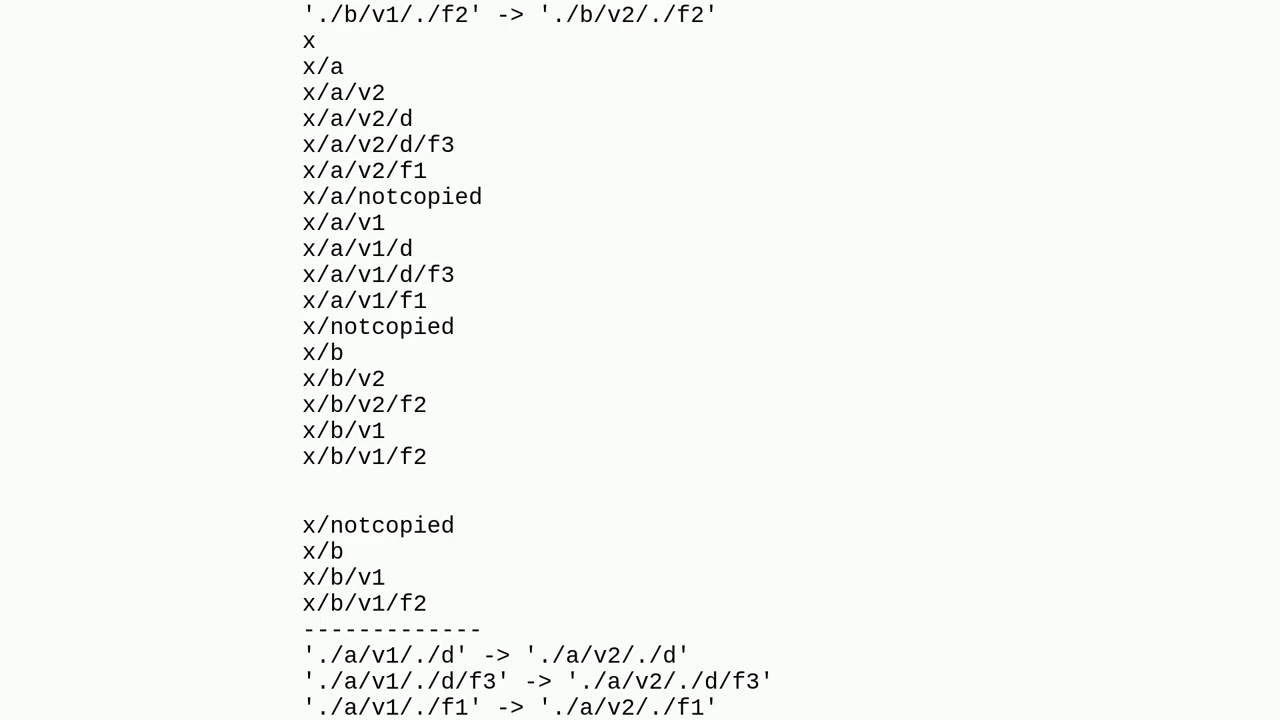 './b/v1/./f2' -> './b/v2/./f2'
x
x/a
x/a/v2
x/a/v2/d
x/a/v2/d/f3
x/a/v2/f1
x/a/notcopied
x/a/v1
x/a/v1/d
x/a/v1/d/f3
x/a/v1/f1
x/notcopied
x/b
x/b/v2
x/b/v2/f2
x/b/v1
x/b/v1/f2
x/notcopied
x/b
x/b/v1
x/b/v1/f2
-------------
'./a/v1/./d' -> './a/v2/./d'
'./a/v1/./d/f3' -> './a/v2/./d/f3'
'./a/v1/./f1' -> './a/v2/./f1'